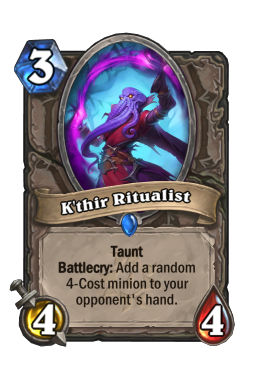 3
K'thir Ritualist
Taunt
Battlecry: Add a random
4-Cost minion to your
opponent's hand.
4 4